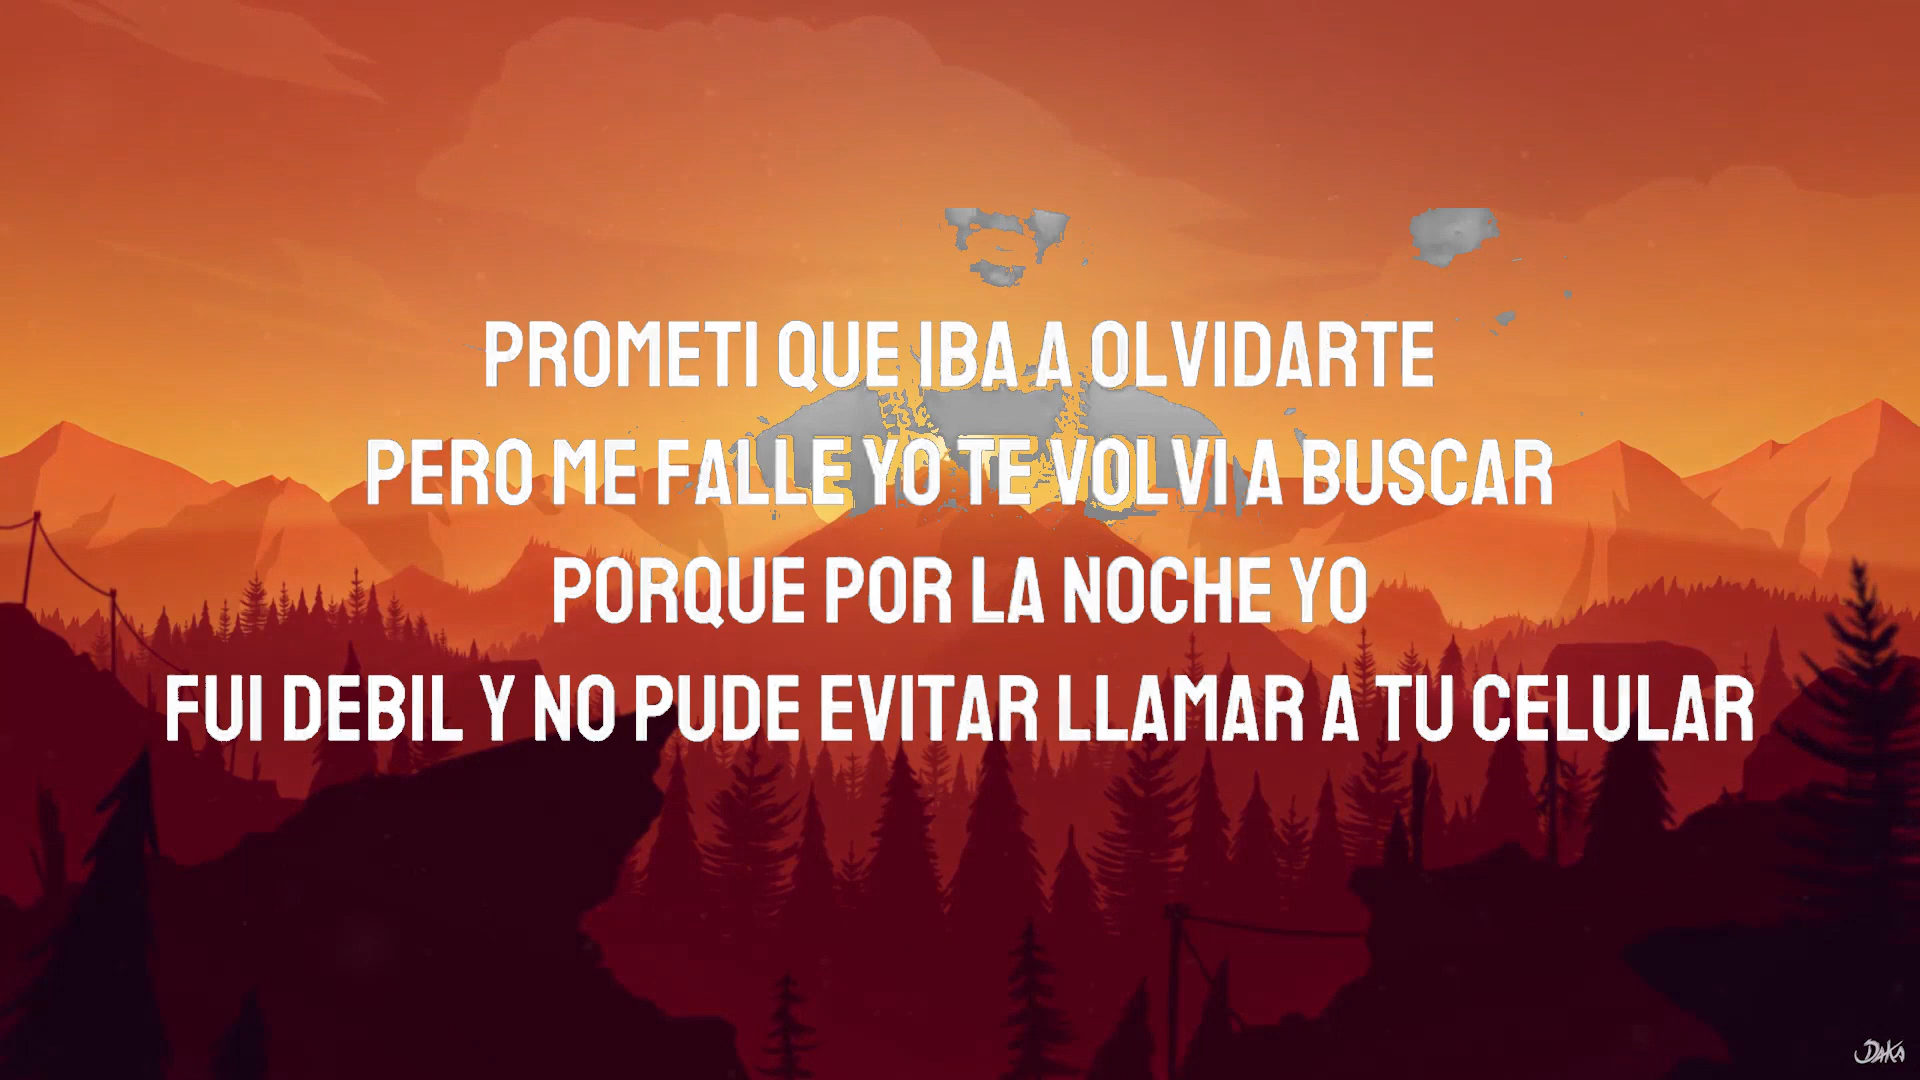 PROMETI QUE IBA A OLVIDARTE
PERO ME FALLE YO TE VOLVI A BUSCAR
PORQUE POR LA NOCHE YO
FUI DEBIL Y NO PUDE EVITAR LLAMAR A TU CELULAR
DAKA